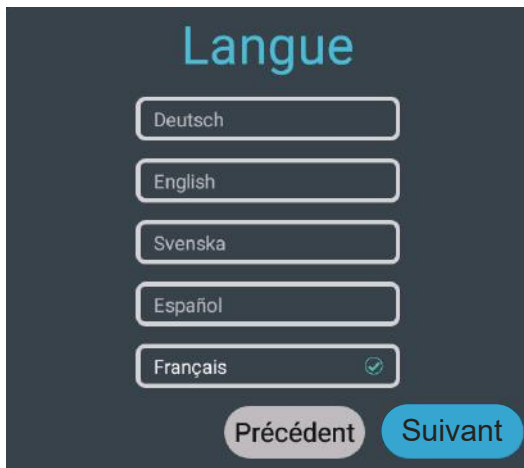 Langue
Deutsch
English
Svenska
Español
Français
Précédent Suivant